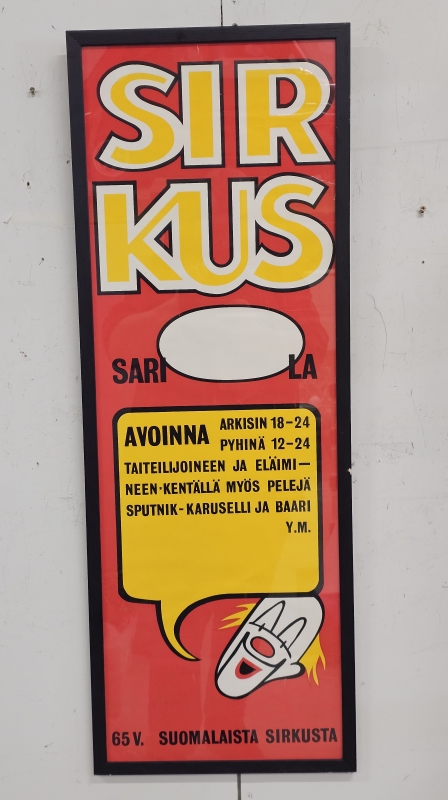 SIR
KUS
SARI LA
AVOINNA ARKISIN 18-24
PYHINÄ 12-24
TAITEILIJOINEEN JA ELÄIMI—
NEEN-KENTÄLLÄ MYÖS PELEJÄ
SPUTNIK-KARUSELLI JA BAARI
Y.M.
65 V. SUOMALAISTA SIRKUSTA